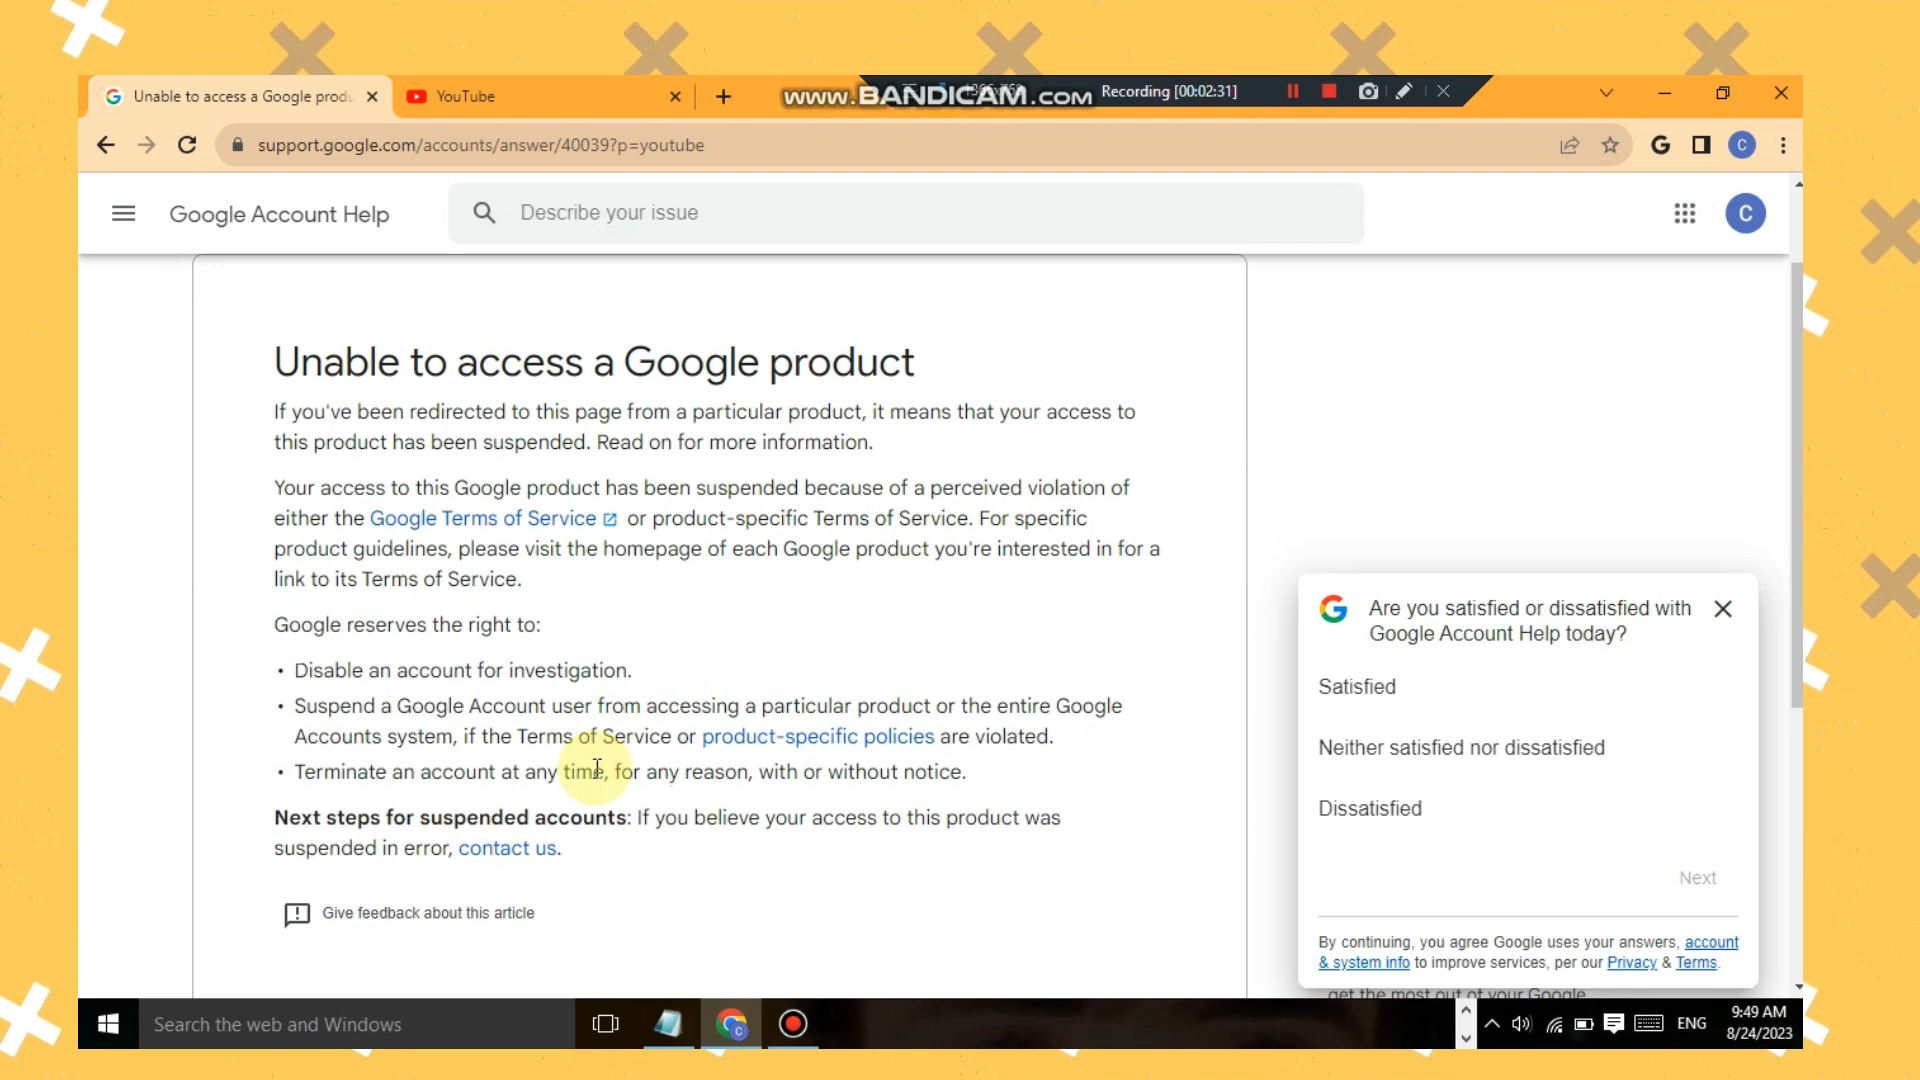 Unable to access a Google produ
YouTube
www.BANDICAM.com
Recording [00:02:31]
support.google.com/accounts/answer/40039?p=youtube
C
Google Account Help
Describe your issue
C
Unable to access a Google product
If you've been redirected to this page from a particular product, it means that your access to
this product has been suspended. Read on for more information.
Your access to this Google product has been suspended because of a perceived violation of
either the Google Terms of Service or product-specific Terms of Service. For specific
product guidelines, please visit the homepage of each Google product you're interested in for a
link to its Terms of Service.
Google reserves the right to:
• Disable an account for investigation.
• Suspend a Google Account user from accessing a particular product or the entire Google
Accounts system, if the Terms of Service or product-specific policies are violated.
• Terminate an account at any time, for any reason, with or without notice.
Next steps for suspended accounts: If you believe your access to this product was
suspended in error, contact us.
Give feedback about this article
Are you satisfied or dissatisfied with
Google Account Help today?
Satisfied
Neither satisfied nor dissatisfied
Dissatisfied
Next
By continuing, you agree Google uses your answers, account
& system info to improve services, per our Privacy & Terms.
get the most out of your Google
Search the web and Windows
ENG
9:49 AM
8/24/2023